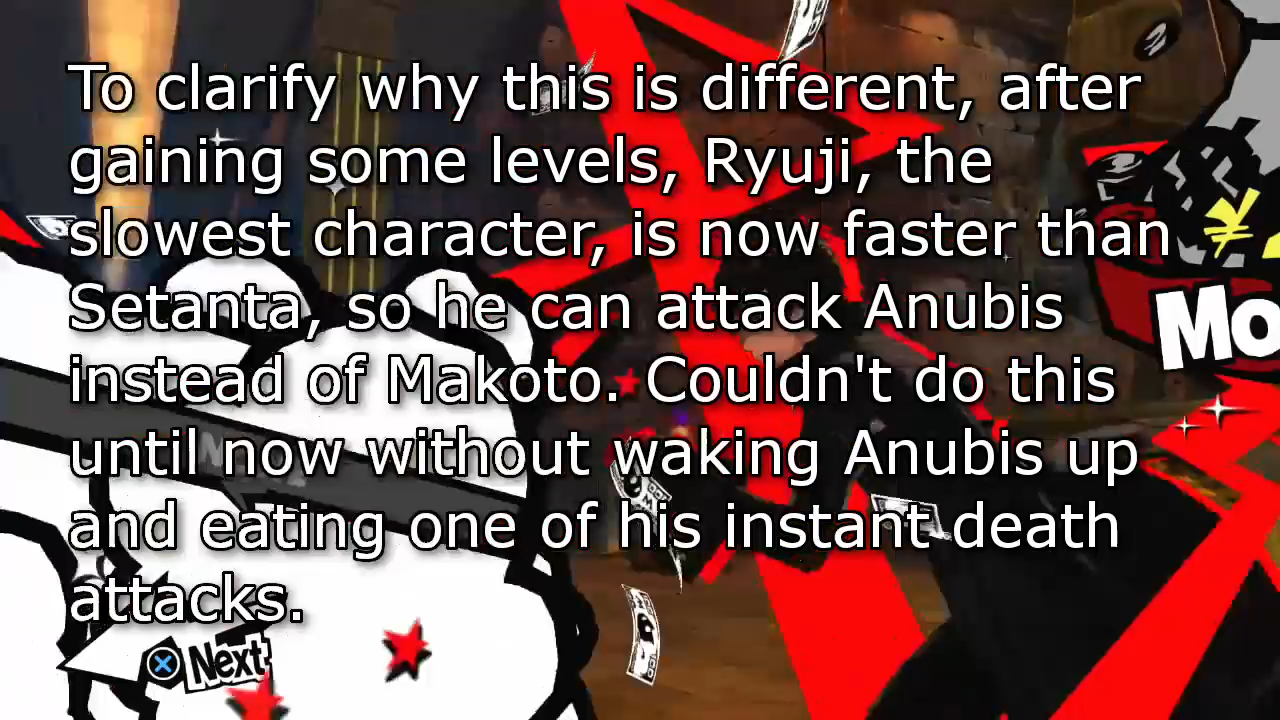 To clarify why this is different, after
gaining some levels, Ryuji, the
slowest character, is now faster than
Setanta, so he can attack Anubis
instead of Makoto. Couldn't do this
until now without waking Anubis up
and eating one of his instant death
attacks.
Mo
Next